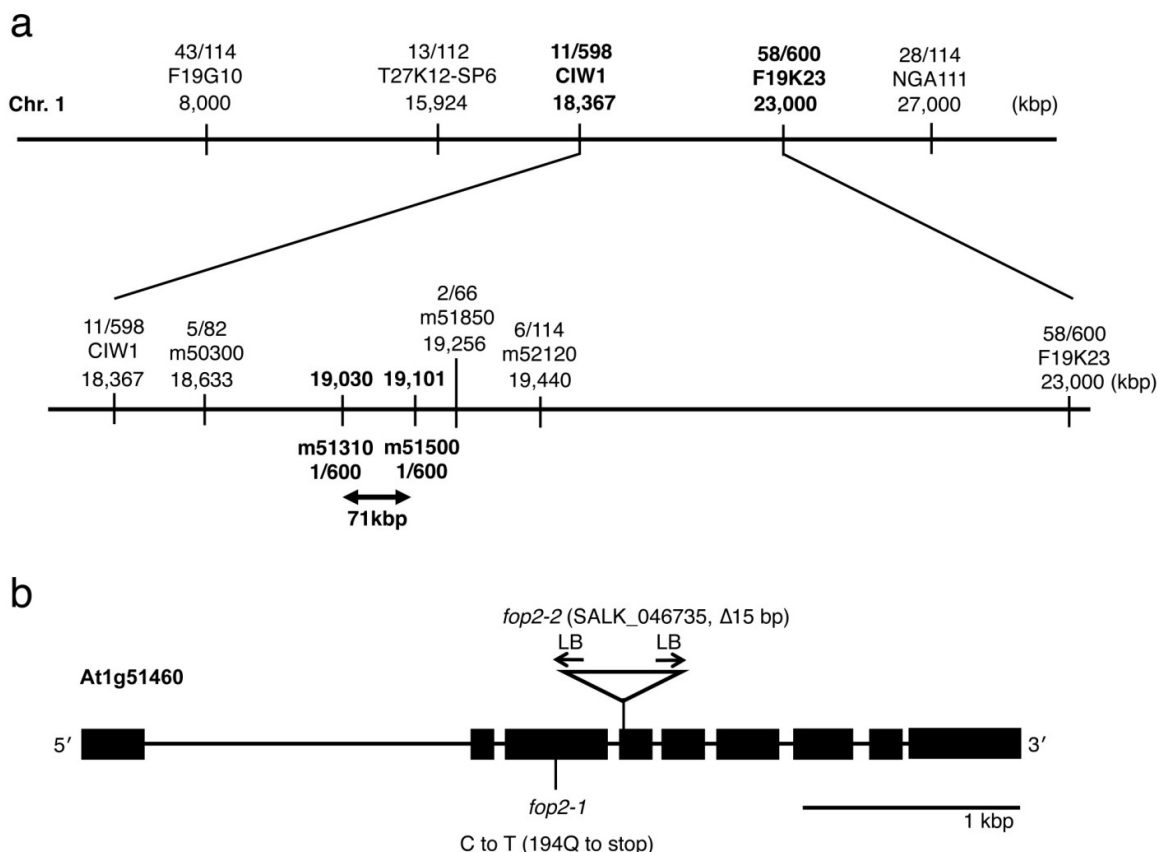 a
43/114
F19G10
8,000
13/112
T27K12-SP6
15,924
11/598
CIW1
18,367
58/600
F19K23
23,000
28/114
NGA111
27,000
(kbp)
Chr. 1
11/598
CIW1
18,367
5/82
m50300
18,633
19,030
19,101
2/66
m51850
19,256
6/114
m52120
19,440
58/600
F19K23
23,000 (kbp)
m51310
1/600
m51500
1/600
71kbp
b
fop2-2 (SALK_046735, Δ15 bp)
LB
LB
At1g51460
5′
3′
fop2-1
C to T (194Q to stop)
1 kbp